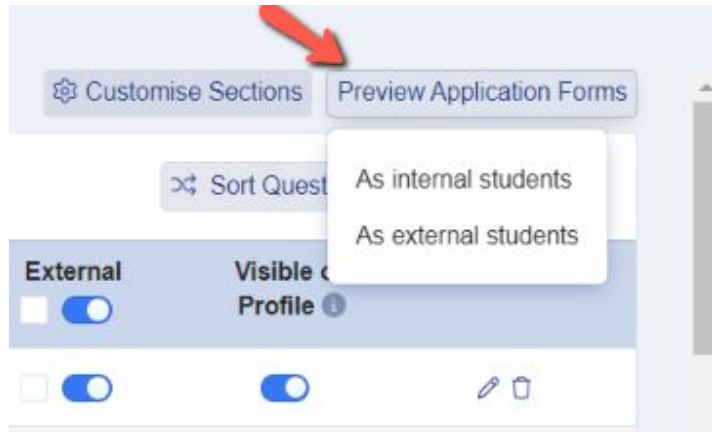 Customise Sections
Preview Application Forms
As internal students
Sort Quest
As external students
External
Visible
Profile